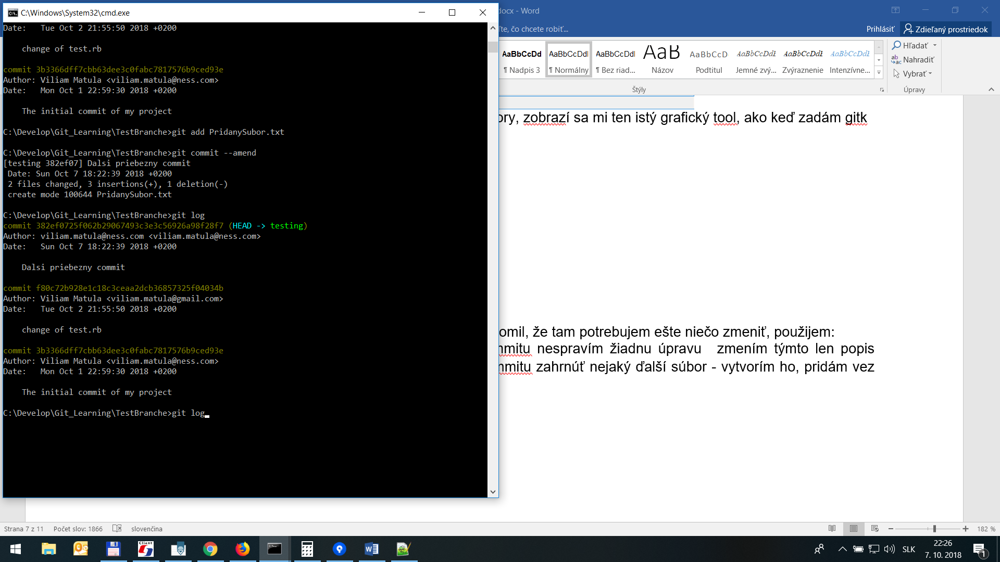 C:\Windows\System32\cmd.exe
Date:   Tue Oct 2 21:55:50 2018 +0200
change of test.rb
commit 3b3366dff7cbb63dee3c0fabc7817576b9ced93e
Author: Viliam Matula <viliam.matula@ness.com>
Date:   Mon Oct 1 22:59:30 2018 +0200
The initial commit of my project
C:\Develop\Git_Learning\TestBranche>git add PridanySubor.txt
C:\Develop\Git_Learning\TestBranche>git commit --amend
[testing 382ef07] Dalsi priebezny commit
Date: Sun Oct 7 18:22:39 2018 +0200
2 files changed, 3 insertions(+), 1 deletion(-)
create mode 100644 PridanySubor.txt
C:\Develop\Git_Learning\TestBranche>git log
commit 382ef0725f062b29067493c3e3c56926a98f28f7 (HEAD -> testing)
Author: viliam.matula@ness.com <viliam.matula@ness.com>
Date:   Sun Oct 7 18:22:39 2018 +0200
Dalsi priebezny commit
commit f80c72b928e1c18c3ceaa2dcb36857325f04034b
Author: Viliam Matula <viliam.matula@gmail.com>
Date:   Tue Oct 2 21:55:50 2018 +0200
change of test.rb
commit 3b3366dff7cbb63dee3c0fabc7817576b9ced93e
Author: Viliam Matula <viliam.matula@ness.com>
Date:   Mon Oct 1 22:59:30 2018 +0200
The initial commit of my project
C:\Develop\Git_Learning\TestBranche>git log
docx - Word
čo chcete robiť...
Prihlásiť Zdieľaný prostriedok
AaBbCcDd AaBbCcDdI AaBbCcDdI AaB AaBbCcD AaBbCcDdE AaBbCcDdE AaBbCcDdE
¶ Nadpis 3 ¶ Normálny ¶ Bez riad... Názov Podtitul Jemné zvý... Zvýraznenie Intenzívne...
Štýly
Hľadať
Nahradiť
Vybrať
Úpravy
ory, zobrazí sa mi ten istý grafický tool, ako keď zadám gitk
omil, že tam potrebujem ešte niečo zmeniť, použijem:
mmitu nespravím žiadnu úpravu zmením týmto len popis
mmitu zahrnúť nejaký ďalší súbor - vytvorím ho, pridám vez
Strana 7 z 11 Počet slov: 1866 slovenčina
182 %
Client
SLK
22:26
7. 10. 2018
1